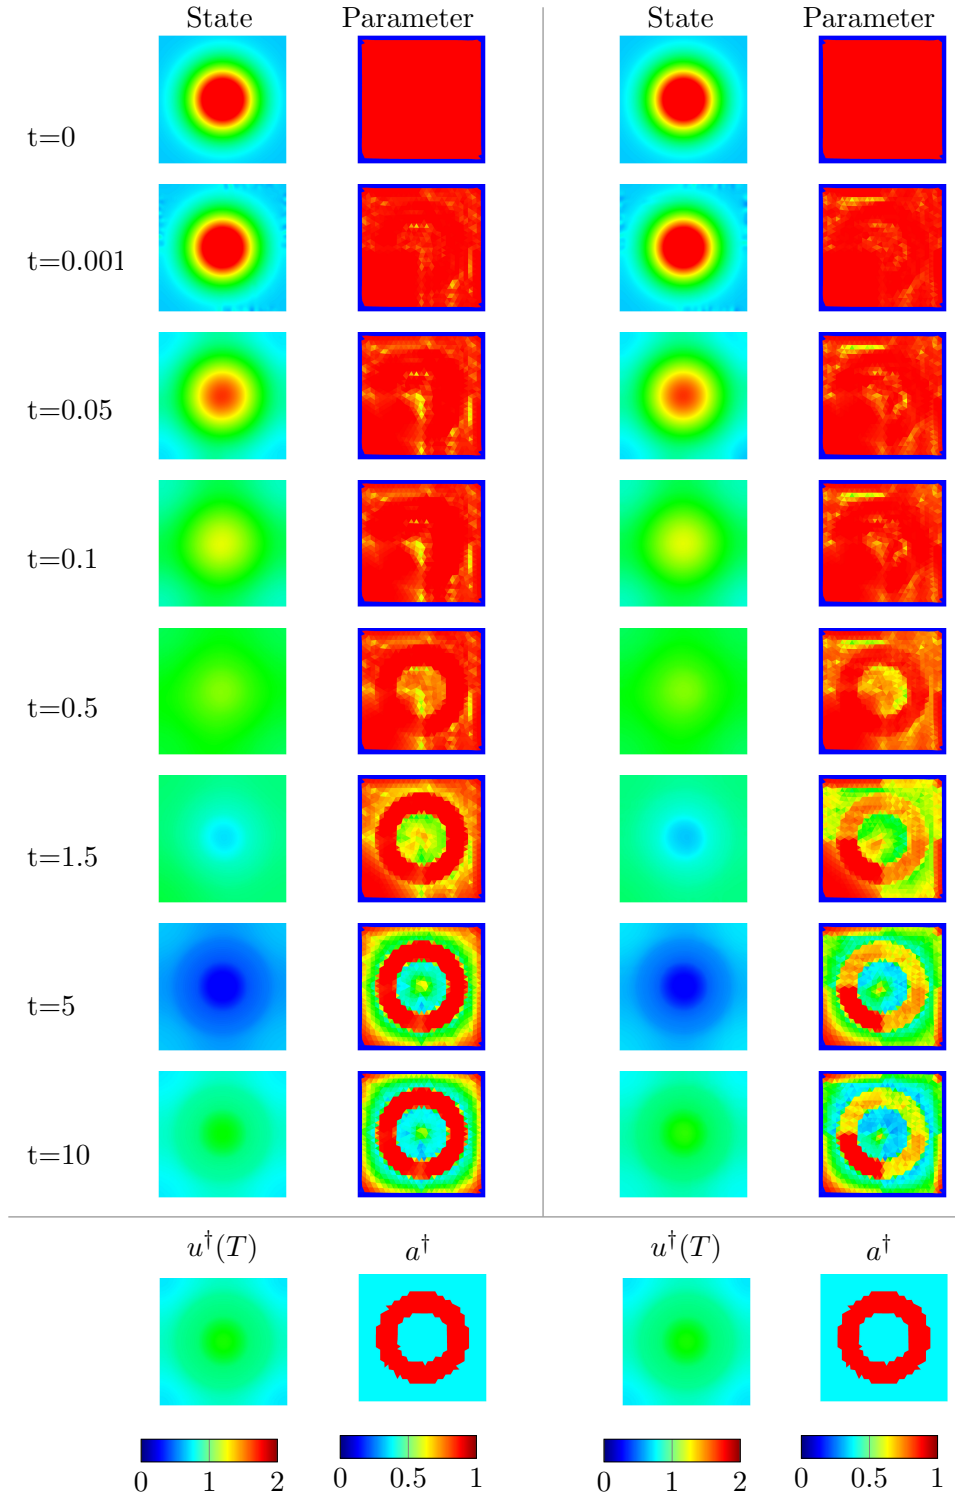 State Parameter State Parameter
t=0
t=0.001
t=0.05
t=0.1
t=0.5
t=1.5
t=5
t=10
u†(T) a† u†(T) a†
0 1 2 0 0.5 1 0 1 2 0 0.5 1